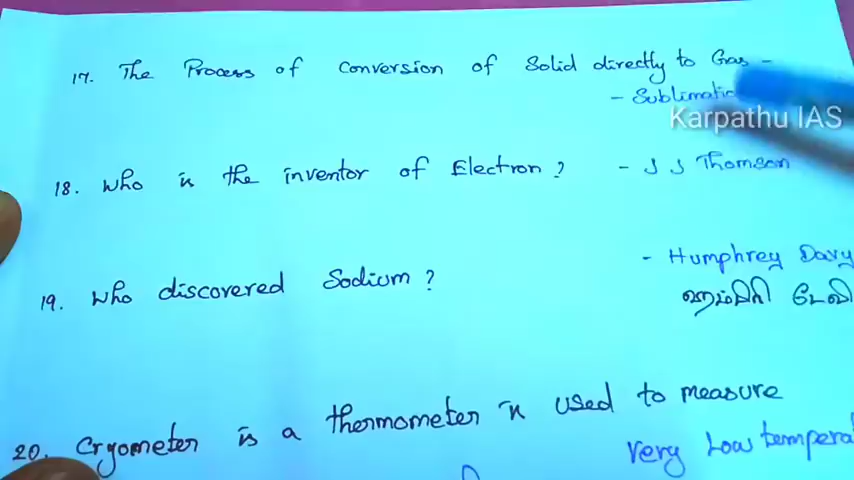 17. The Process of conversion of Solid directly to Gas -
- Sublimatio
Karpathu IAS
18. Who is the inventor of Electron? - J J Thomson
19. Who discovered Sodium? - Humphrey Davy
ஹம்பிரி டேவி
20. Cryometer is a thermometer is used to measure
Very Low tempera